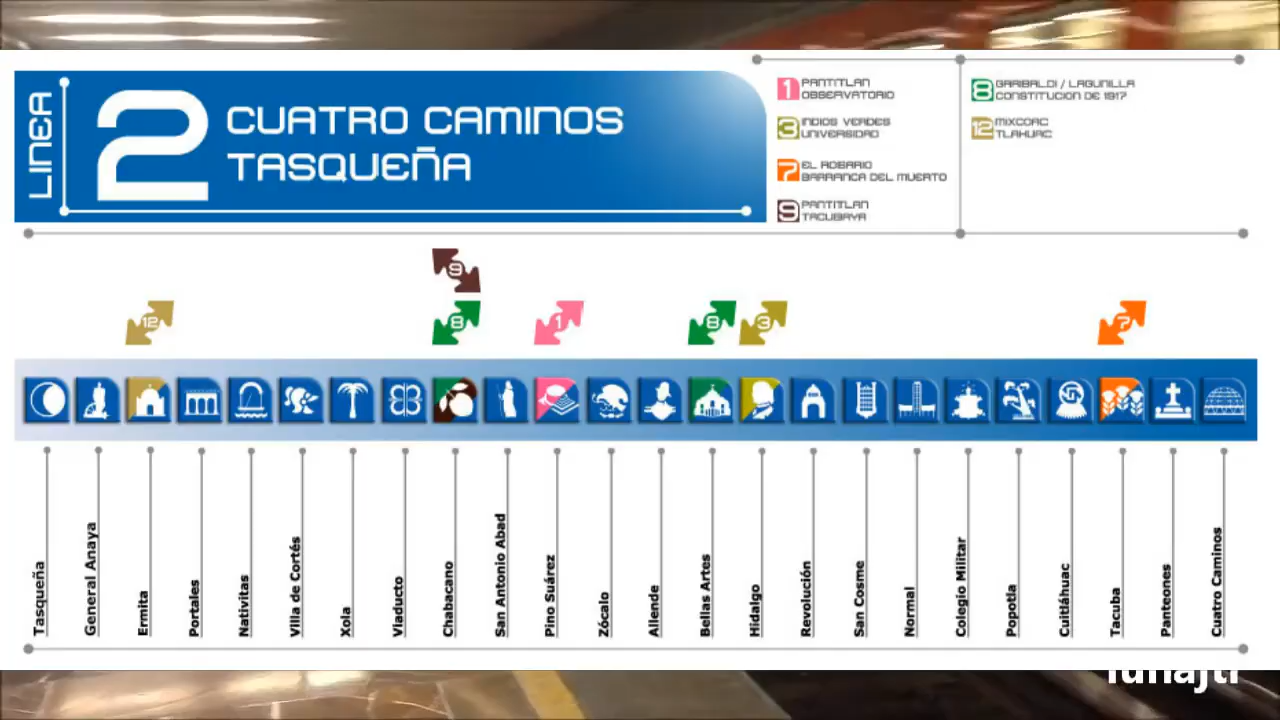 LINEA
2
CUATRO CAMINOS
TASQUEÑA
1 PANTITLAN
OBSERVATORIO
3 INDIOS VERDES
UNIVERSIDAD
7 EL ROSARIO
BARRANCA DEL MUERTO
9 PANTITLAN
TACUBAYA
8 GARIBALDI / LAGUNILLA
CONSTITUCION DE 1917
12 MIXCOAC
TLAHUAC
9
12
8
1
8
3
7
Tasqueña
General Anaya
Ermita
Portales
Nativitas
Villa de Cortés
Xola
Viaducto
Chabacano
San Antonio Abad
Pino Suárez
Zócalo
Allende
Bellas Artes
Hidalgo
Revolución
San Cosme
Normal
Colegio Militar
Popotla
Cuitláhuac
Tacuba
Panteones
Cuatro Caminos